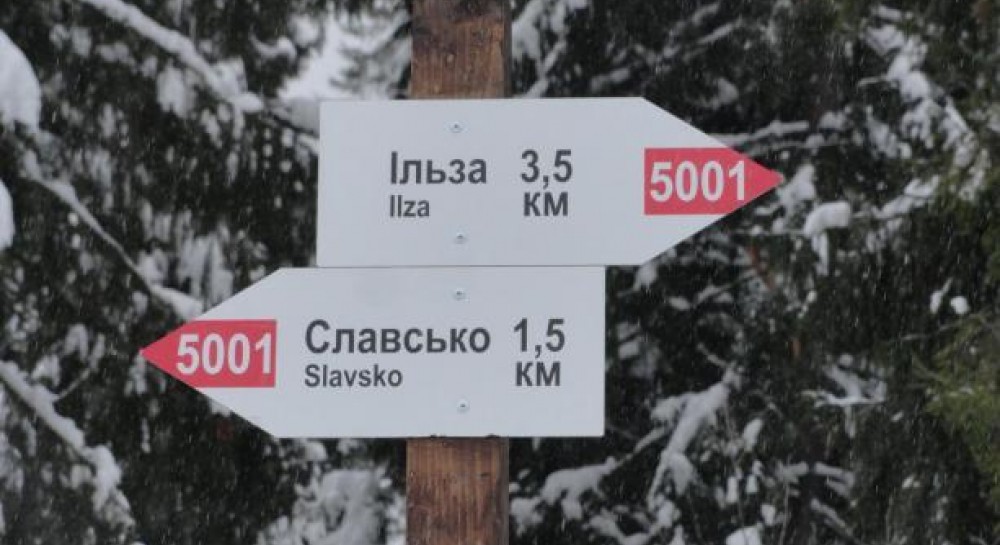 Ільза 3,5 5001
Ilza КМ
5001 Славсько 1,5
Slavsko КМ